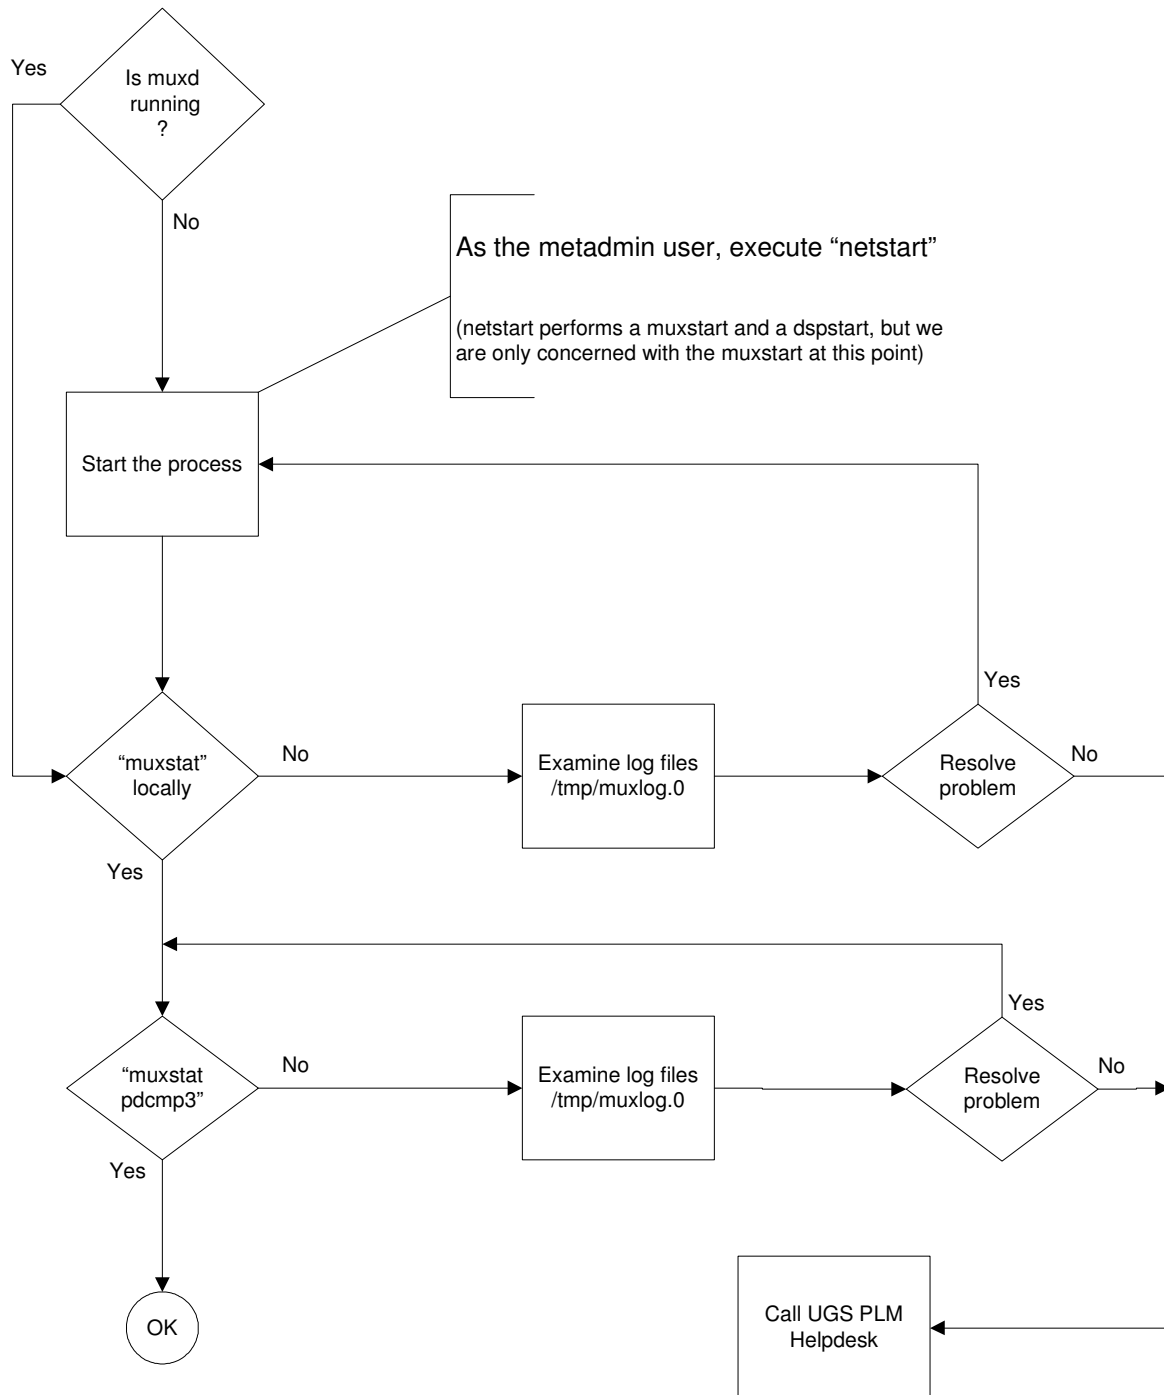 Yes
Is muxd
running
?
No
As the metadmin user, execute “netstart”
(netstart performs a muxstart and a dspstart, but we
are only concerned with the muxstart at this point)
Start the process
Yes
“muxstat”
locally
No
Examine log files
/tmp/muxlog.0
Resolve
problem
No
Yes
Yes
“muxstat
pdcmp3”
No
Examine log files
/tmp/muxlog.0
Resolve
problem
No
Yes
OK
Call UGS PLM
Helpdesk